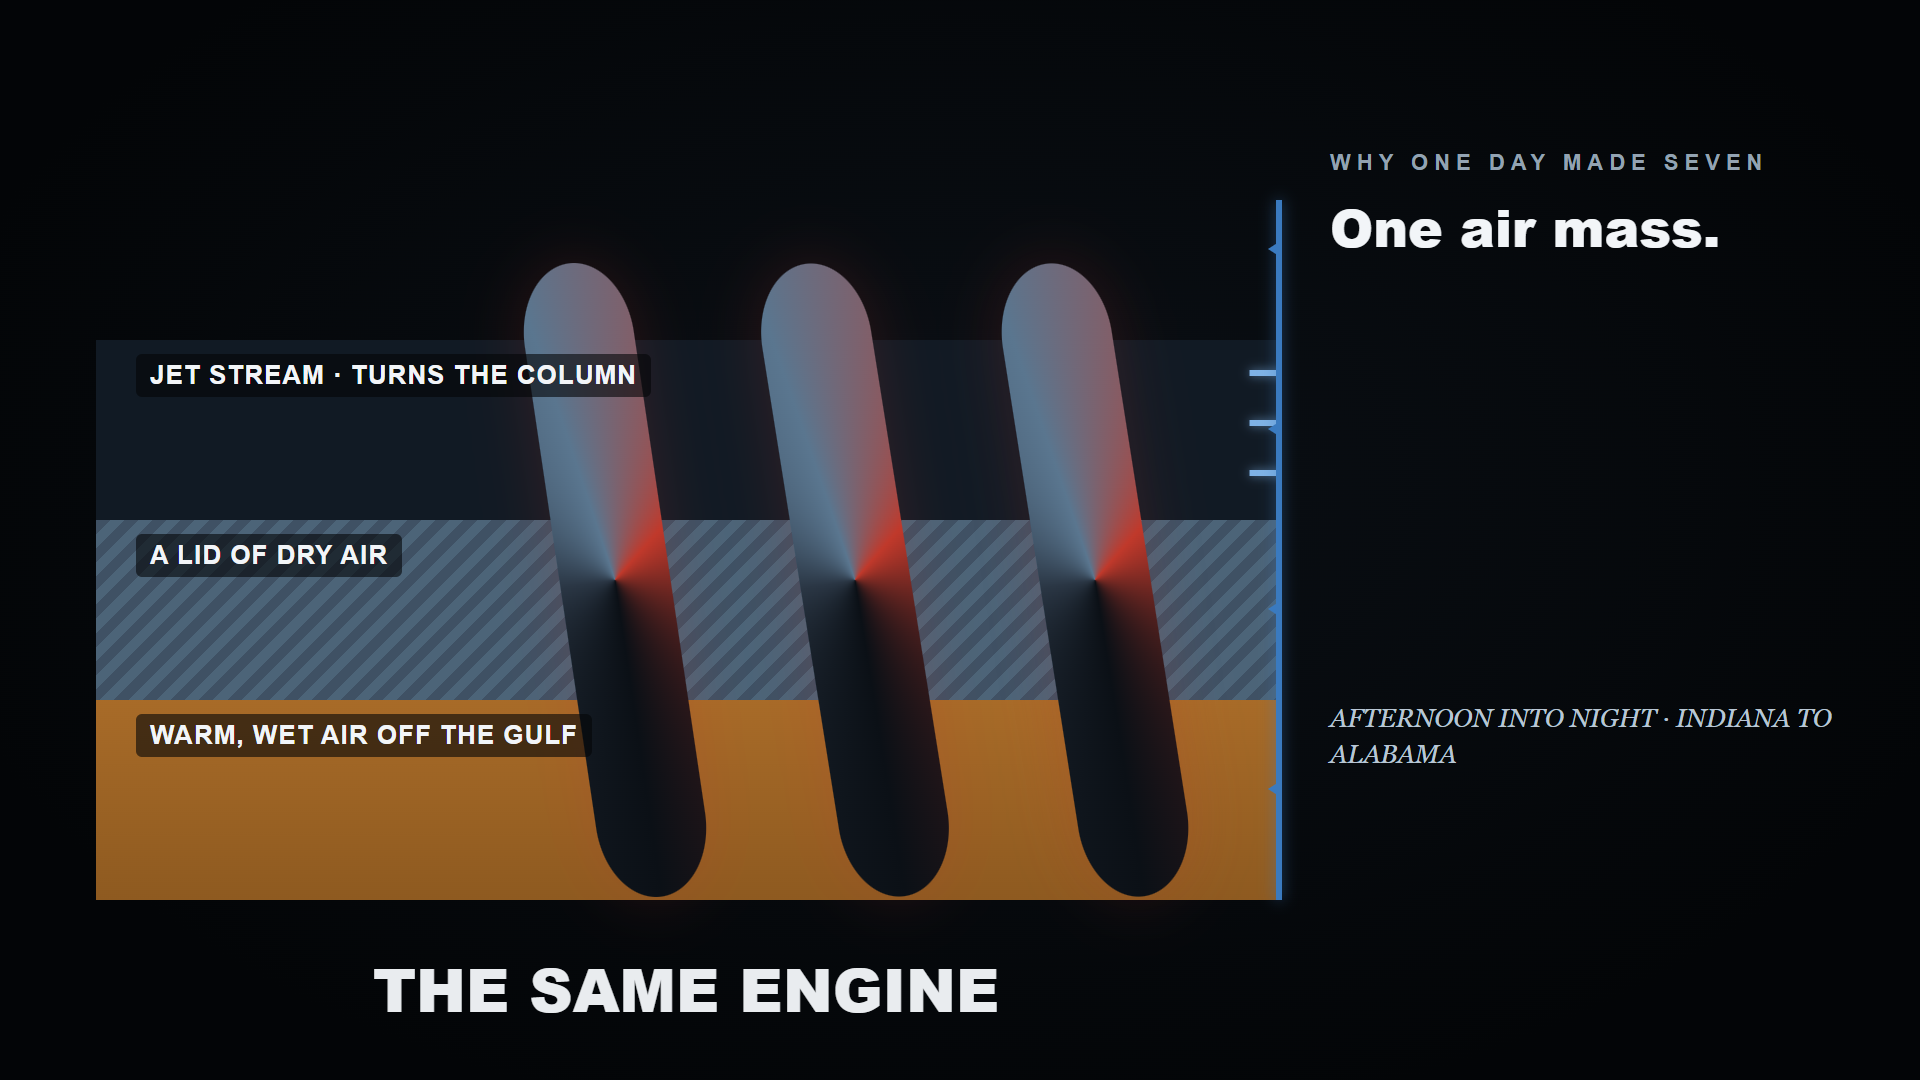 WHY ONE DAY MADE SEVEN
One air mass.
JET STREAM · TURNS THE COLUMN
A LID OF DRY AIR
WARM, WET AIR OFF THE GULF
AFTERNOON INTO NIGHT · INDIANA TO
ALABAMA
THE SAME ENGINE